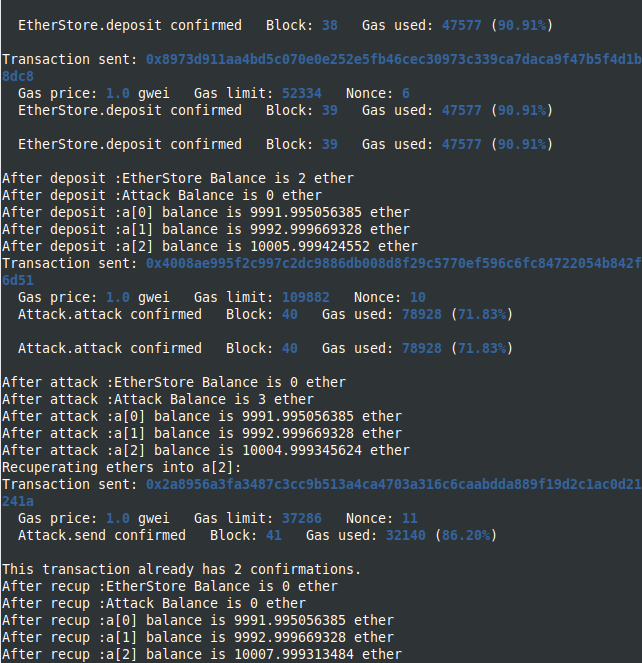 EtherStore.deposit confirmed   Block: 38   Gas used: 47577 (90.91%)
Transaction sent: 0x8973d911aa4bd5c070e0e252e5fb46cec30973c339ca7daca9f47b5f4d1b
8dc8
Gas price: 1.0 gwei   Gas limit: 52334   Nonce: 6
EtherStore.deposit confirmed   Block: 39   Gas used: 47577 (90.91%)
EtherStore.deposit confirmed   Block: 39   Gas used: 47577 (90.91%)
After deposit :EtherStore Balance is 2 ether
After deposit :Attack Balance is 0 ether
After deposit :a[0] balance is 9991.995056385 ether
After deposit :a[1] balance is 9992.999669328 ether
After deposit :a[2] balance is 10005.999424552 ether
Transaction sent: 0x4008ae995f2c997c2dc9886db008d8f29c5770ef596c6fc84722054b842f
6d51
Gas price: 1.0 gwei   Gas limit: 109882   Nonce: 10
Attack.attack confirmed   Block: 40   Gas used: 78928 (71.83%)
Attack.attack confirmed   Block: 40   Gas used: 78928 (71.83%)
After attack :EtherStore Balance is 0 ether
After attack :Attack Balance is 3 ether
After attack :a[0] balance is 9991.995056385 ether
After attack :a[1] balance is 9992.999669328 ether
After attack :a[2] balance is 10004.999345624 ether
Recuperating ethers into a[2]:
Transaction sent: 0x2a8956a3fa3487c3cc9b513a4ca4703a316c6caabdda889f19d2c1ac0d21
241a
Gas price: 1.0 gwei   Gas limit: 37286   Nonce: 11
Attack.send confirmed   Block: 41   Gas used: 32140 (86.20%)
This transaction already has 2 confirmations.
After recup :EtherStore Balance is 0 ether
After recup :Attack Balance is 0 ether
After recup :a[0] balance is 9991.995056385 ether
After recup :a[1] balance is 9992.999669328 ether
After recup :a[2] balance is 10007.999313484 ether